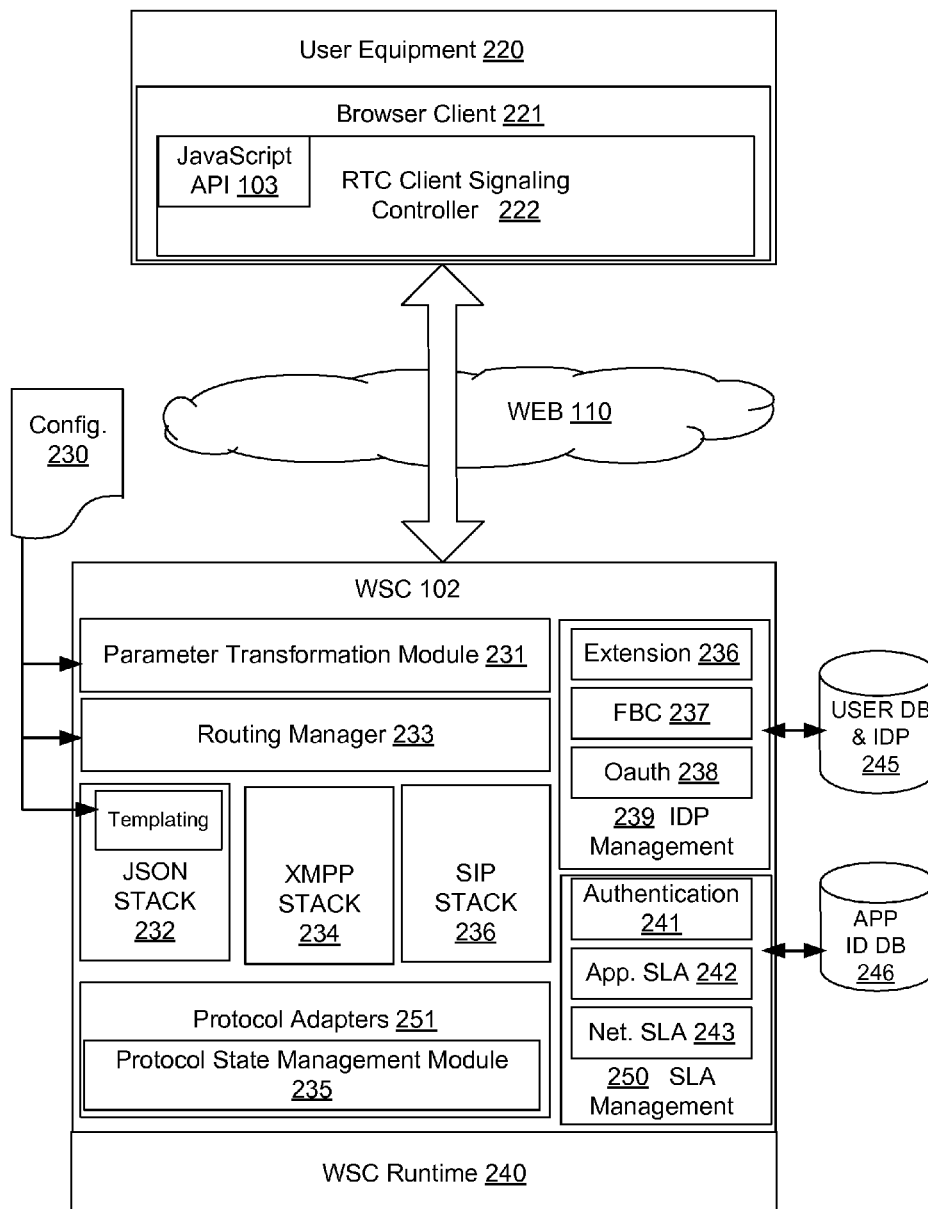 User Equipment 220
Browser Client 221
JavaScript
API 103
RTC Client Signaling
Controller 222
WEB 110
Config.
230
WSC 102
Parameter Transformation Module 231
Routing Manager 233
Templating
JSON
STACK
232
XMPP
STACK
234
SIP
STACK
236
Protocol Adapters 251
Protocol State Management Module
235
Extension 236
FBC 237
Oauth 238
239 IDP
Management
Authentication
241
App. SLA 242
Net. SLA 243
250 SLA
Management
USER DB
& IDP
245
APP
ID DB
246
WSC Runtime 240